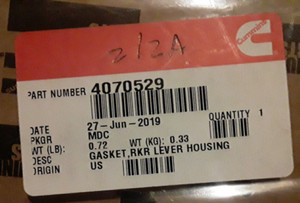 2/2A
Cummins
PART NUMBER 4070529
DATE 27-Jun-2019 QUANTITY 1
PKGR MDC
WT (LB): 0.72 WT (KG): 0.33
DESC GASKET,RKR LEVER HOUSING
ORIGIN US